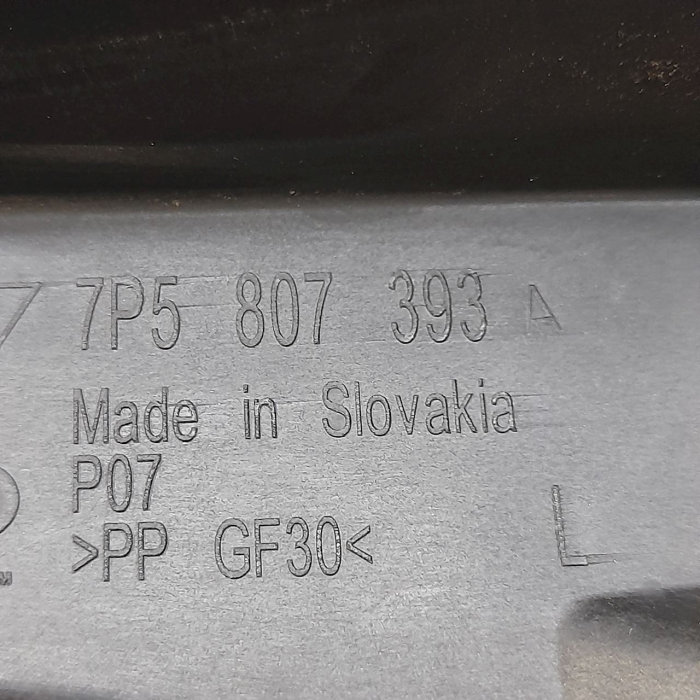 7P5 807 393 A
Made in Slovakia
P07
>PP GF30<
L